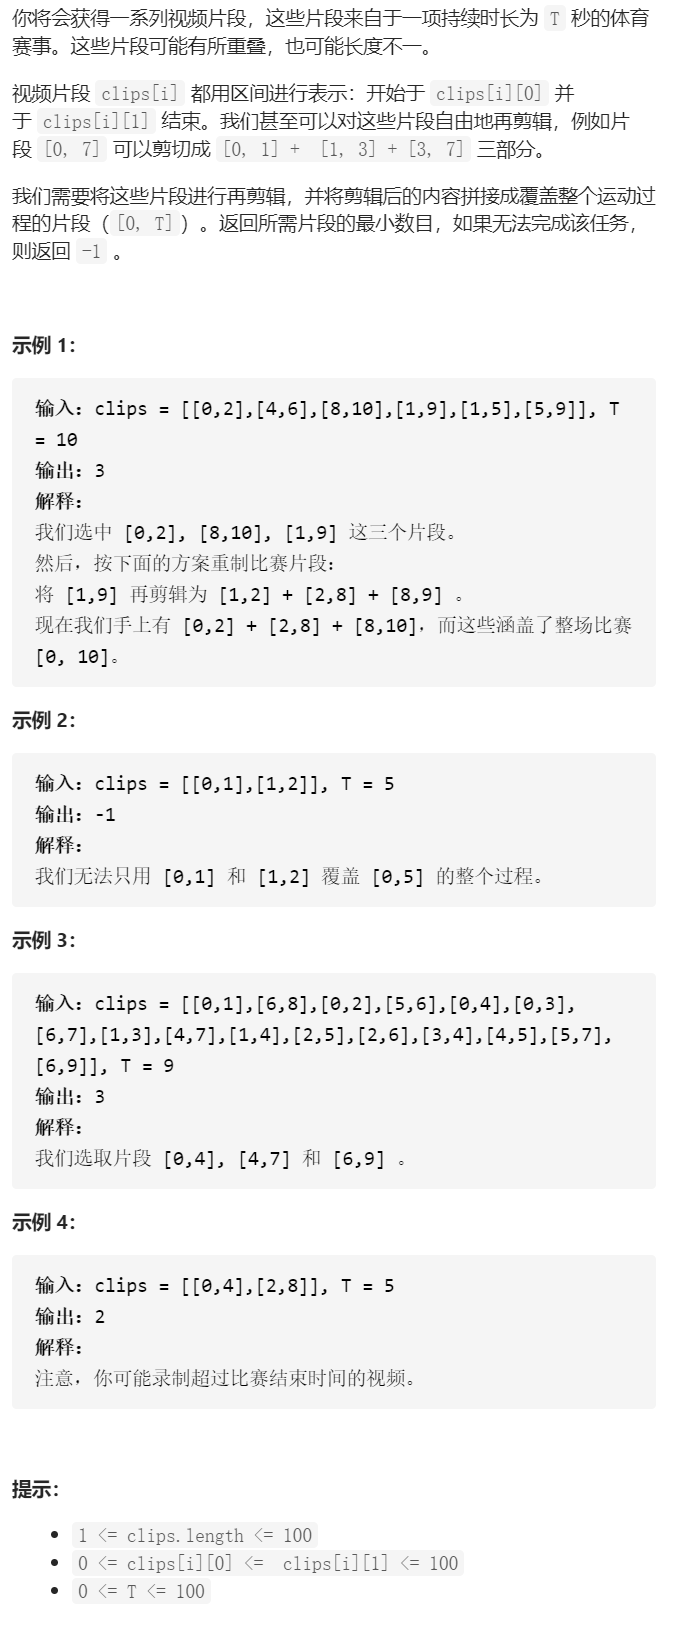 你将会获得一系列视频片段，这些片段来自于一项持续时长为 T 秒的体育
赛事。这些片段可能有所重叠，也可能长度不一。
视频片段 clips[i] 都用区间进行表示：开始于 clips[i][0] 并
于 clips[i][1] 结束。我们甚至可以对这些片段自由地再剪辑，例如片
段 [0, 7] 可以剪切成 [0, 1] + [1, 3] + [3, 7] 三部分。
我们需要将这些片段进行再剪辑，并将剪辑后的内容拼接成覆盖整个运动过
程的片段（[0, T]）。返回所需片段的最小数目，如果无法完成该任务，
则返回 -1 。
示例 1：
输入：clips = [[0,2],[4,6],[8,10],[1,9],[1,5],[5,9]], T
= 10
输出：3
解释：
我们选中 [0,2], [8,10], [1,9] 这三个片段。
然后，按下面的方案重制比赛片段：
将 [1,9] 再剪辑为 [1,2] + [2,8] + [8,9] 。
现在我们手上有 [0,2] + [2,8] + [8,10]，而这些涵盖了整场比赛
[0, 10]。
示例 2：
输入：clips = [[0,1],[1,2]], T = 5
输出：-1
解释：
我们无法只用 [0,1] 和 [1,2] 覆盖 [0,5] 的整个过程。
示例 3：
输入：clips = [[0,1],[6,8],[0,2],[5,6],[0,4],[0,3],
[6,7],[1,3],[4,7],[1,4],[2,5],[2,6],[3,4],[4,5],[5,7],
[6,9]], T = 9
输出：3
解释：
我们选取片段 [0,4], [4,7] 和 [6,9] 。
示例 4：
输入：clips = [[0,4],[2,8]], T = 5
输出：2
解释：
注意，你可能录制超过比赛结束时间的视频。
提示：
• 1 <= clips.length <= 100
• 0 <= clips[i][0] <= clips[i][1] <= 100
• 0 <= T <= 100